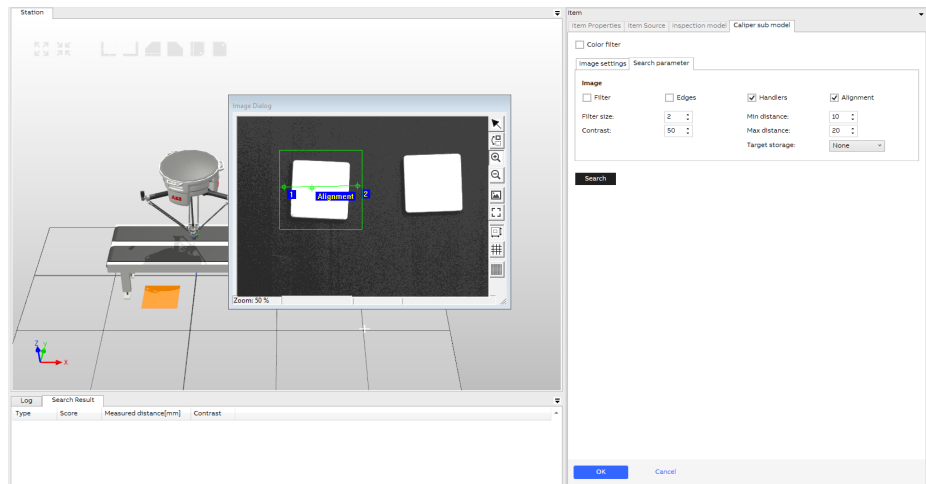 Station
Item
Item Properties
Item Source
Inspection model
Caliper sub model
Color filter
Image settings
Search parameter
Image
Filter
Edges
Handlers
Alignment
Filter size:
2
Min distance:
10
Contrast:
50
Max distance:
20
Target storage:
None
Search
Image Dialog
1
Alignment
2
Zoom: 50 %
ABB
Z
y
X
Log
Search Result
Type
Score
Measured distance[mm]
Contrast
OK
Cancel